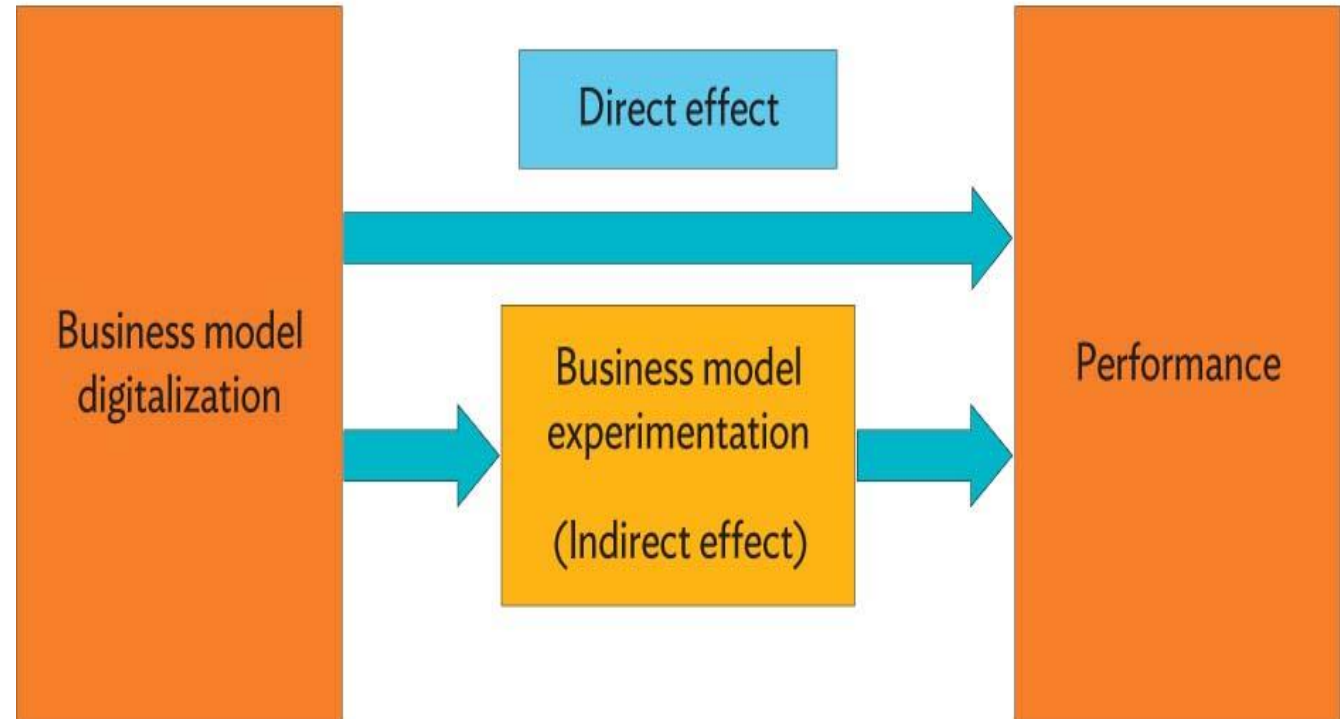 Direct effect
Business model
digitalization
Business model
experimentation
(Indirect effect)
Performance